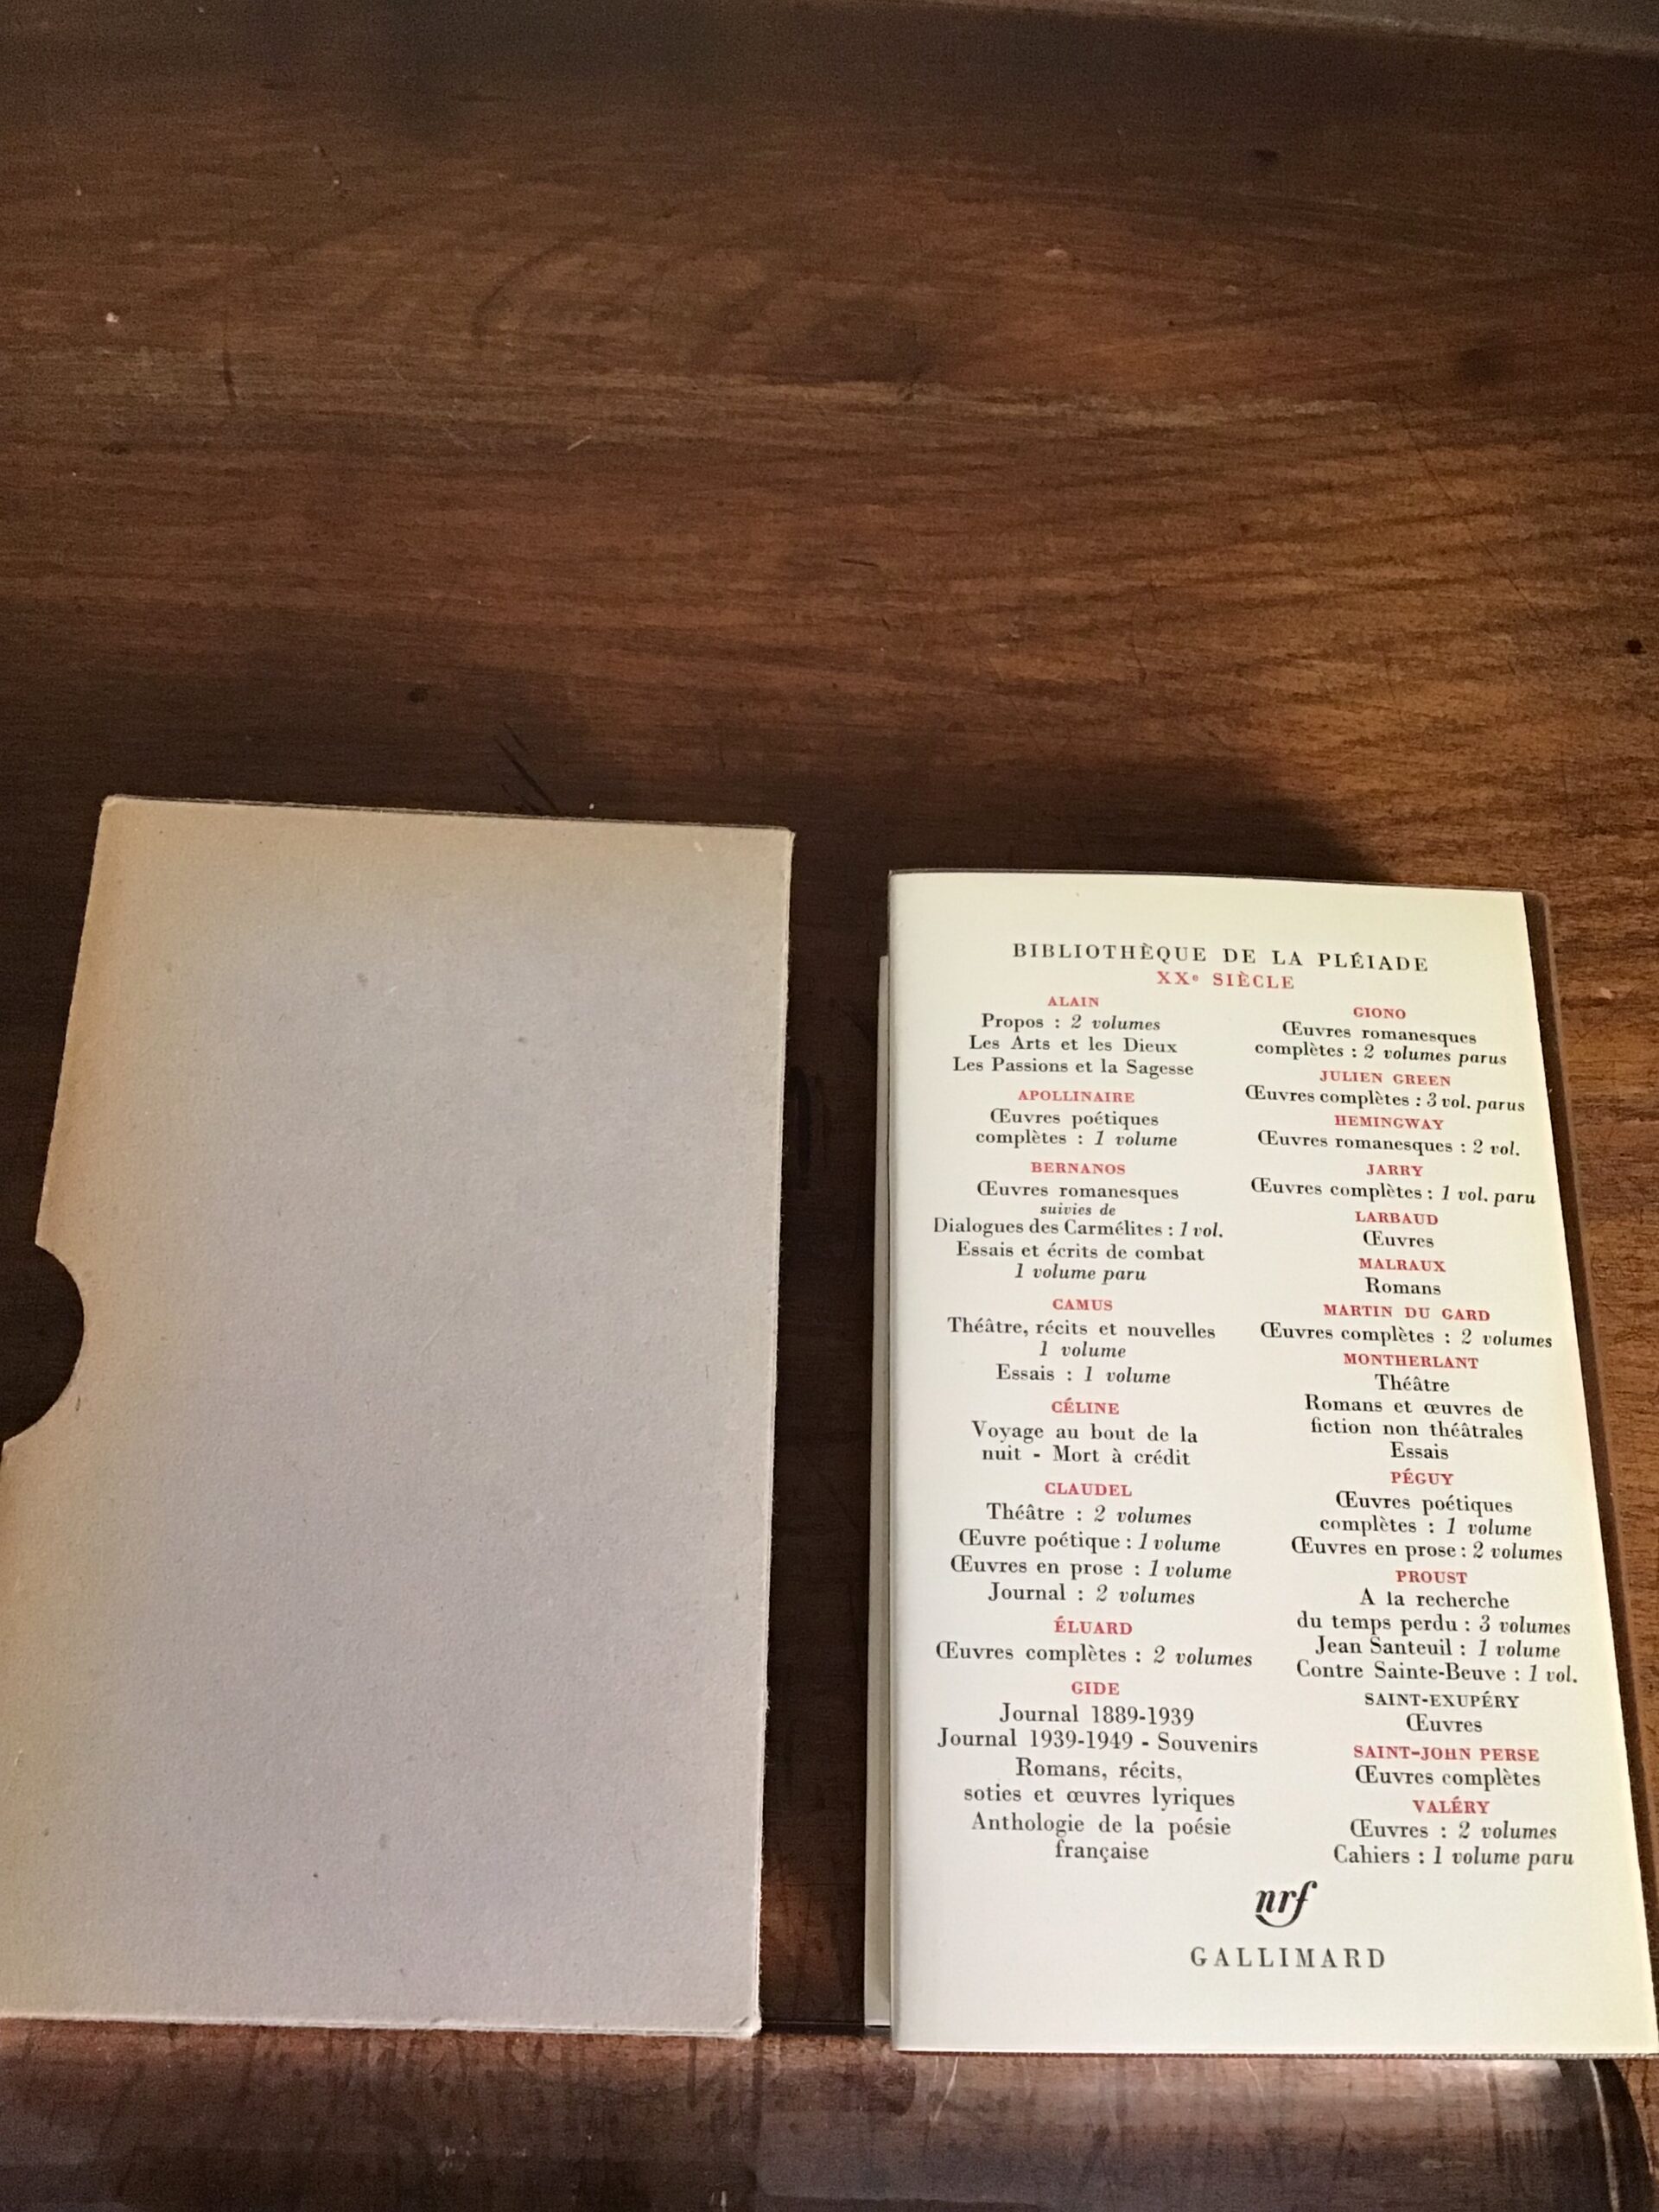 BIBLIOTHÈQUE DE LA PLÉIADE
XXe SIÈCLE
ALAIN
Propos : 2 volumes
Les Arts et les Dieux
Les Passions et la Sagesse
APOLLINAIRE
Œuvres poétiques
complètes : 1 volume
BERNANOS
Œuvres romanesques
suivies de
Dialogues des Carmélites : 1 vol.
Essais et écrits de combat
1 volume paru
CAMUS
Théâtre, récits et nouvelles
1 volume
Essais : 1 volume
CÉLINE
Voyage au bout de la
nuit - Mort à crédit
CLAUDEL
Théâtre : 2 volumes
Œuvre poétique : 1 volume
Œuvres en prose : 1 volume
Journal : 2 volumes
ÉLUARD
Œuvres complètes : 2 volumes
GIDE
Journal 1889-1939
Journal 1939-1949 - Souvenirs
Romans, récits,
soties et œuvres lyriques
Anthologie de la poésie
française
GIONO
Œuvres romanesques
complètes : 2 volumes parus
JULIEN GREEN
Œuvres complètes : 3 vol. parus
HEMINGWAY
Œuvres romanesques : 2 vol.
JARRY
Œuvres complètes : 1 vol. paru
LARBAUD
Œuvres
MALRAUX
Romans
MARTIN DU GARD
Œuvres complètes : 2 volumes
MONTHERLANT
Théâtre
Romans et œuvres de
fiction non théâtrales
Essais
PÉGUY
Œuvres poétiques
complètes : 1 volume
Œuvres en prose : 2 volumes
PROUST
A la recherche
du temps perdu : 3 volumes
Jean Santeuil : 1 volume
Contre Sainte-Beuve : 1 vol.
SAINT-EXUPÉRY
Œuvres
SAINT-JOHN PERSE
Œuvres complètes
VALÉRY
Œuvres : 2 volumes
Cahiers : 1 volume paru
nrf
GALLIMARD